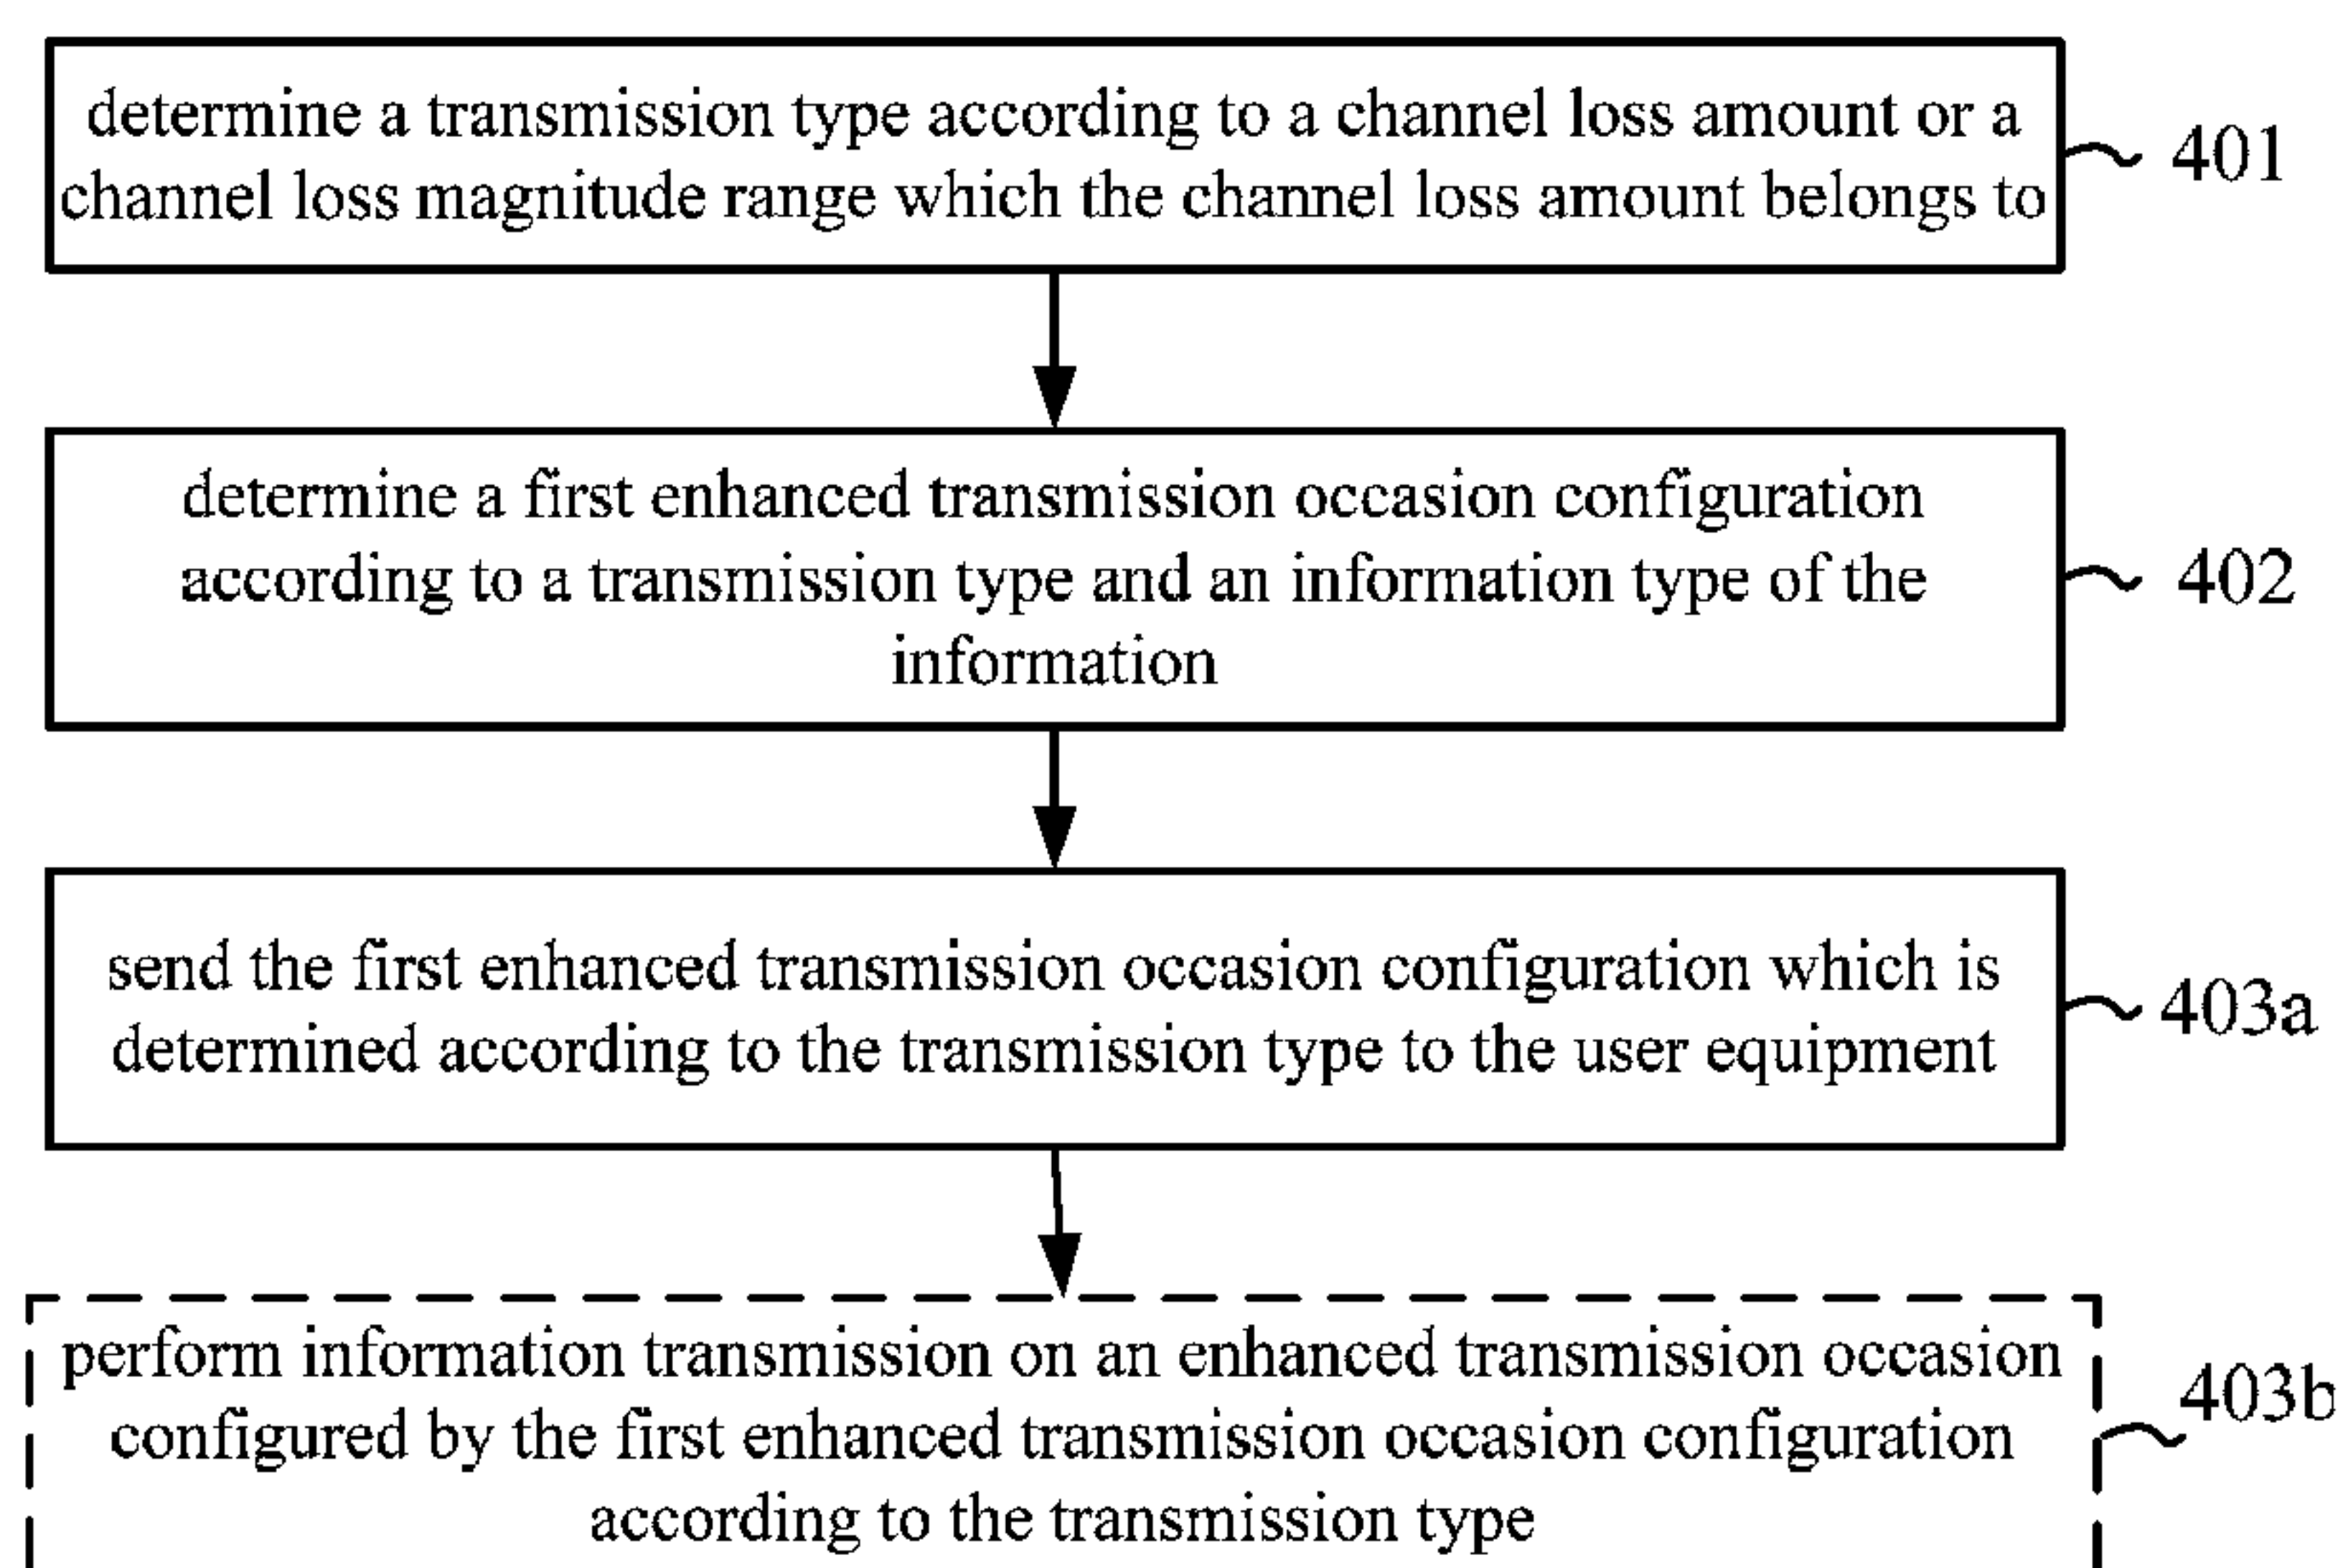 determine a transmission type according to a channel loss amount or a
channel loss magnitude range which the channel loss amount belongs to
401
determine a first enhanced transmission occasion configuration
according to a transmission type and an information type of the
information
402
send the first enhanced transmission occasion configuration which is
determined according to the transmission type to the user equipment
403a
perform information transmission on an enhanced transmission occasion
configured by the first enhanced transmission occasion configuration
according to the transmission type
403b